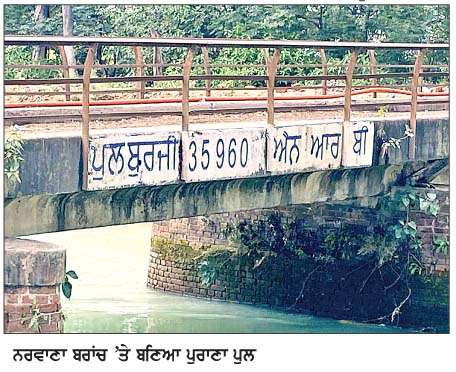 ਪੁਲ ਬੁਰਜੀ 35960 ਐਨ ਆਰ ਬੀ
ਨਰਵਾਣਾ ਬਰਾਂਚ ’ਤੇ ਬਣਿਆ ਪੁਰਾਣਾ ਪੁਲ